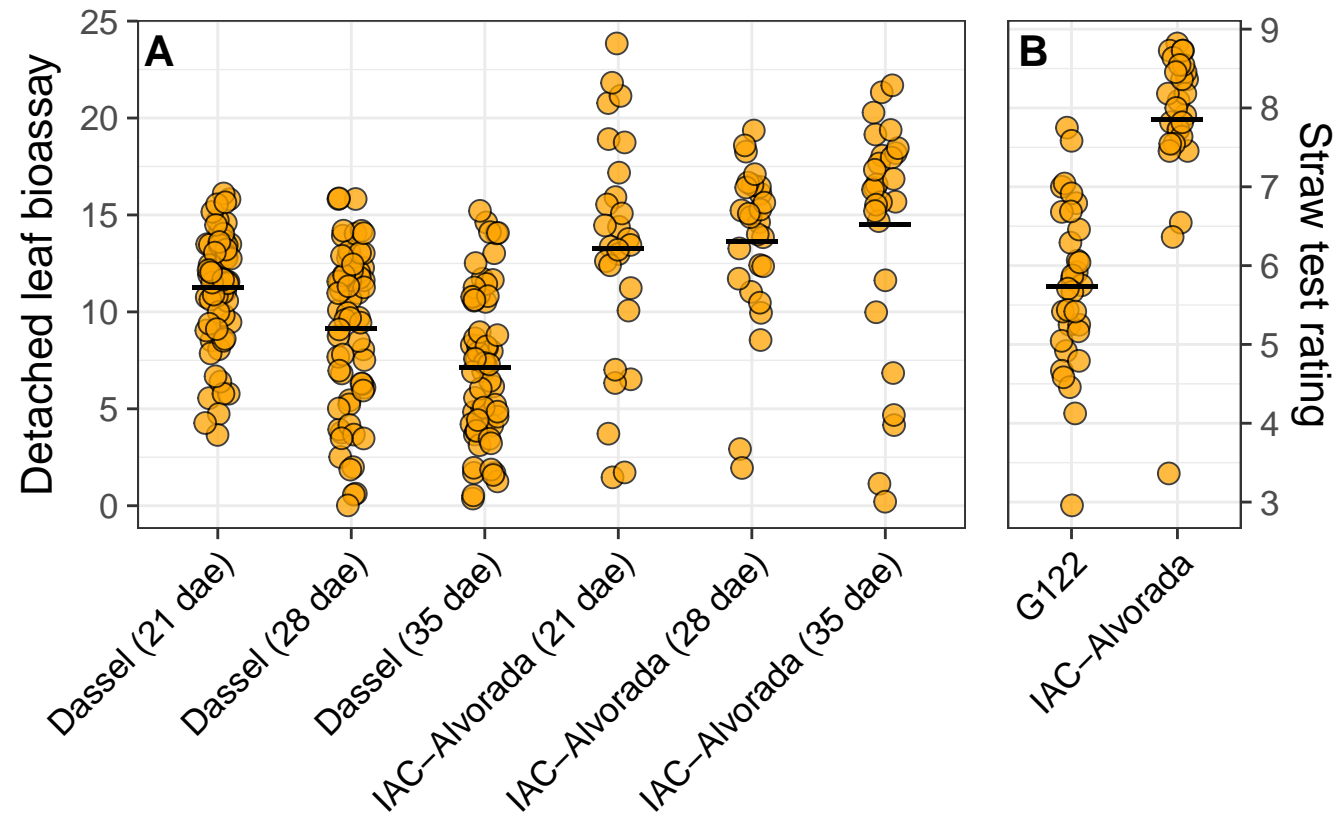 A
B
Detached leaf bioassay
25
20
15
10
5
0
Dassel (21 dae)
Dassel (28 dae)
Dassel (35 dae)
IAC−Alvorada (21 dae)
IAC−Alvorada (28 dae)
IAC−Alvorada (35 dae)
G122
IAC−Alvorada
9
8
7
6
5
4
3
Straw test rating